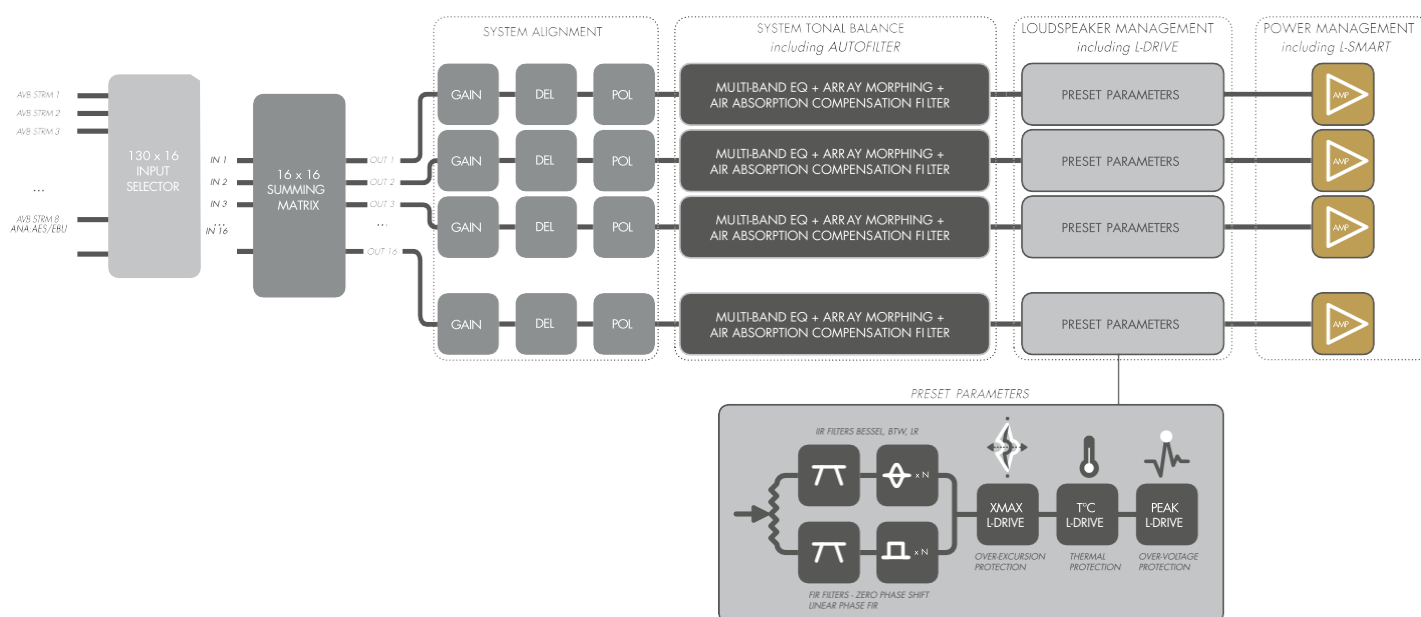 SYSTEM ALIGNMENT
SYSTEM TONAL BALANCE
including AUTOFILTER
LOUDSPEAKER MANAGEMENT
including L-DRIVE
POWER MANAGEMENT
including L-SMART
AVB STRM 1
AVB STRM 2
AVB STRM 3
...
AVB STRM 8
ANA:AES/EBU
130 x 16
INPUT
SELECTOR
IN 1
IN 2
IN 3
...
IN 16
16 x 16
SUMMING
MATRIX
OUT 1
OUT 2
OUT 3
...
OUT 16
GAIN
DEL
POL
MULTI-BAND EQ + ARRAY MORPHING +
AIR ABSORPTION COMPENSATION FILTER
PRESET PARAMETERS
AMP
GAIN
DEL
POL
MULTI-BAND EQ + ARRAY MORPHING +
AIR ABSORPTION COMPENSATION FILTER
PRESET PARAMETERS
AMP
GAIN
DEL
POL
MULTI-BAND EQ + ARRAY MORPHING +
AIR ABSORPTION COMPENSATION FILTER
PRESET PARAMETERS
AMP
GAIN
DEL
POL
MULTI-BAND EQ + ARRAY MORPHING +
AIR ABSORPTION COMPENSATION FILTER
PRESET PARAMETERS
AMP
PRESET PARAMETERS
IIR FILTERS BESSEL, BTW, LR
x N
x N
FIR FILTERS - ZERO PHASE SHIFT
LINEAR PHASE FIR
XMAX
L-DRIVE
OVER-EXCURSION
PROTECTION
T°C
L-DRIVE
THERMAL
PROTECTION
PEAK
L-DRIVE
OVER-VOLTAGE
PROTECTION